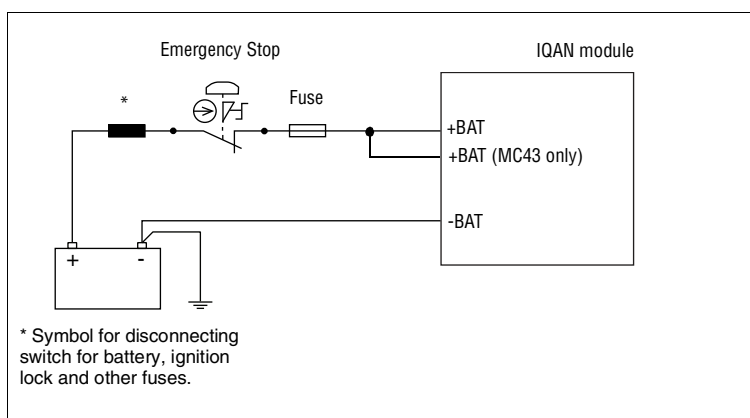 Emergency Stop
IQAN module
*
Fuse
+BAT
+BAT (MC43 only)
-BAT
+ -
* Symbol for disconnecting
switch for battery, ignition
lock and other fuses.